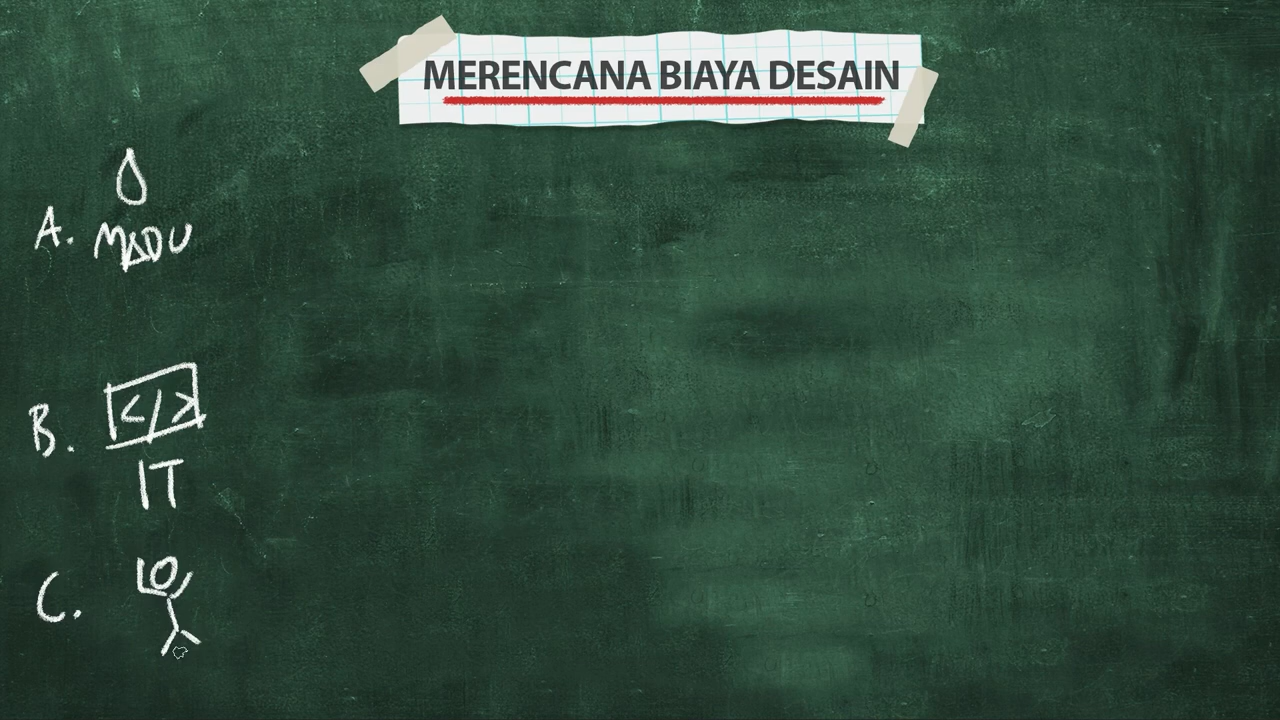 MERENCANA BIAYA DESAIN
A. MADU
B. </>
IT
C.